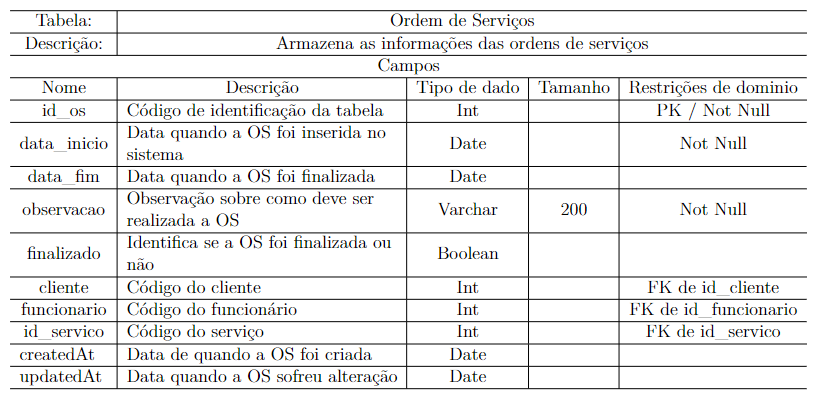 Tabela: Ordem de Serviços
Descrição: Armazena as informações das ordens de serviços
Campos
Nome Descrição Tipo de dado Tamanho Restrições de dominio
id_os Código de identificação da tabela Int PK / Not Null
data_inicio Data quando a OS foi inserida no sistema Date Not Null
data_fim Data quando a OS foi finalizada Date
observacao Observação sobre como deve ser realizada a OS Varchar 200 Not Null
finalizado Identifica se a OS foi finalizada ou não Boolean
cliente Código do cliente Int FK de id_cliente
funcionario Código do funcionário Int FK de id_funcionario
id_servico Código do serviço Int FK de id_servico
createdAt Data de quando a OS foi criada Date
updatedAt Data quando a OS sofreu alteração Date